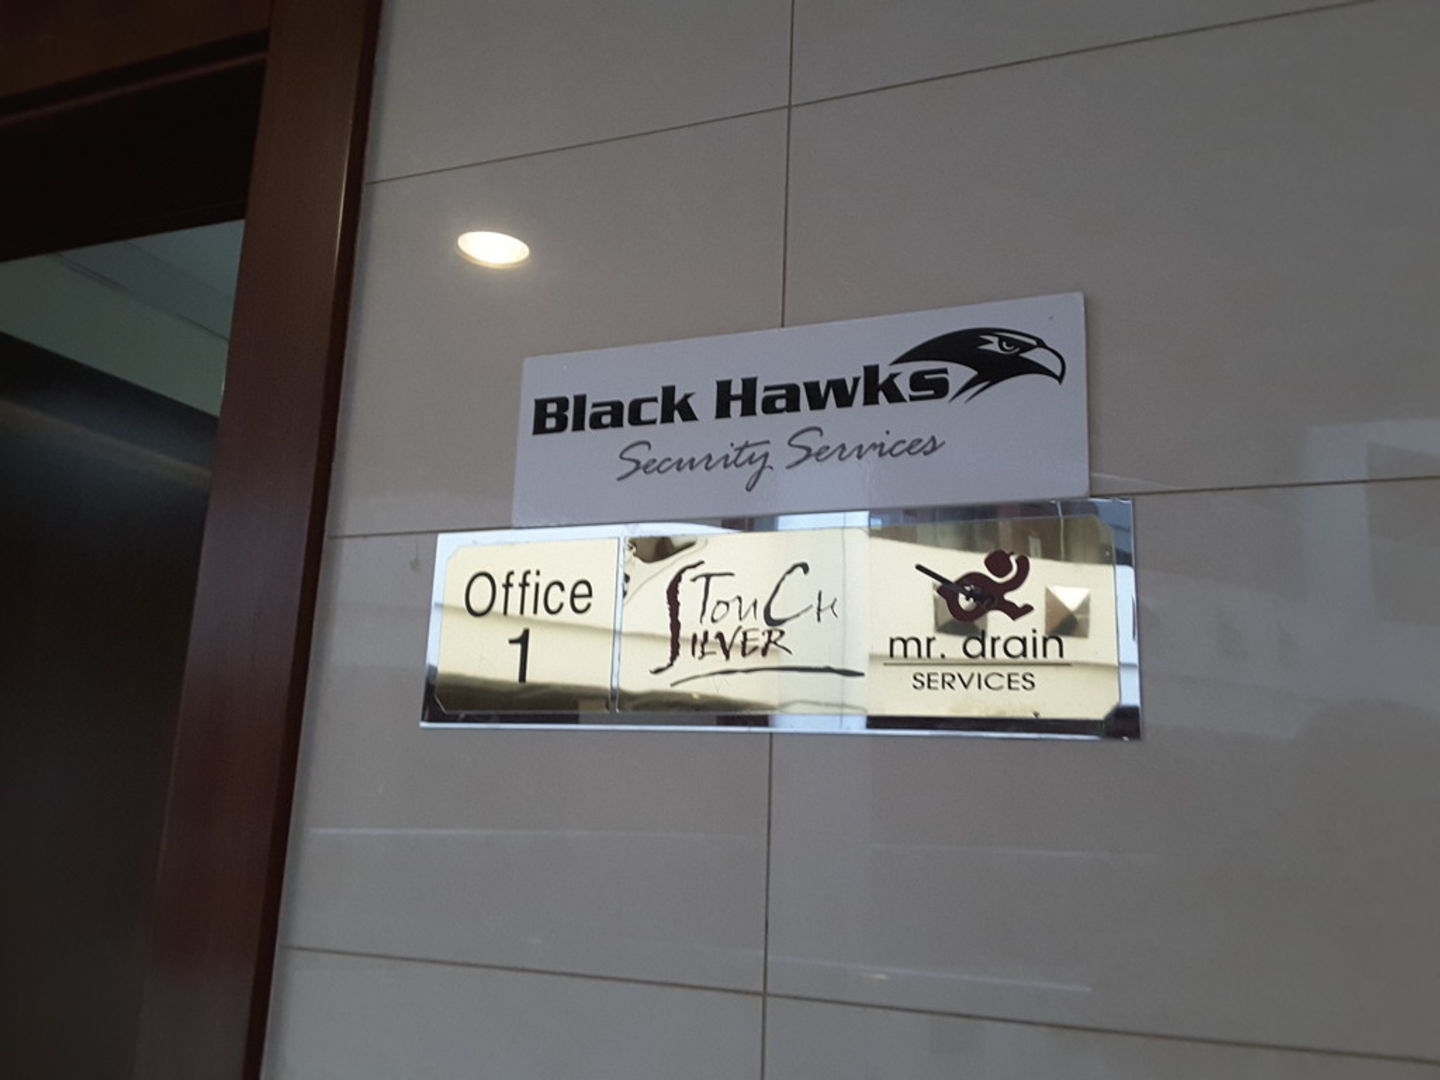 Black Hawks
Security Services
Office
1
Touch
Silver
mr. drain
SERVICES